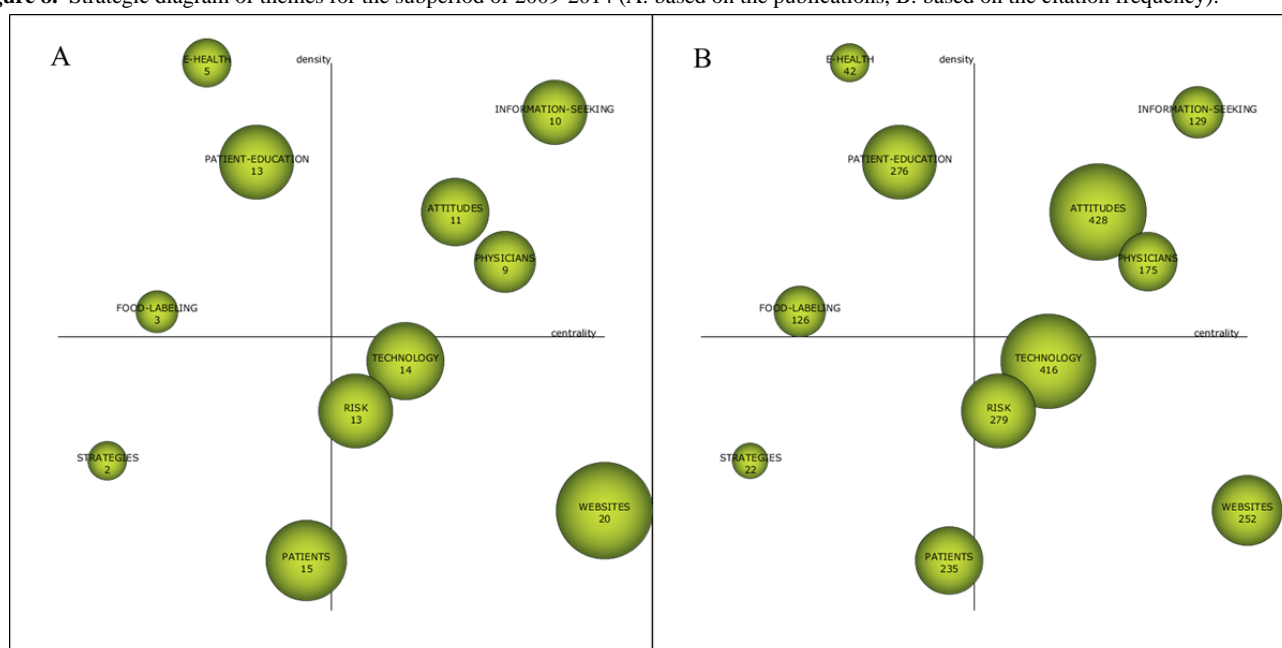 gure 8. Strategic diagram of themes for the subperiod of 2009-2014 (A: based on the publications; B: based on the citation frequency).
A
E-HEALTH
5
density
INFORMATION-SEEKING
10
PATIENT-EDUCATION
13
ATTITUDES
11
PHYSICIANS
9
FOOD-LABELING
3
centrality
TECHNOLOGY
14
RISK
13
STRATEGIES
2
WEBSITES
20
PATIENTS
15
B
E-HEALTH
42
density
INFORMATION-SEEKING
129
PATIENT-EDUCATION
276
ATTITUDES
428
PHYSICIANS
175
FOOD-LABELING
126
centrality
TECHNOLOGY
416
RISK
279
STRATEGIES
22
WEBSITES
252
PATIENTS
235